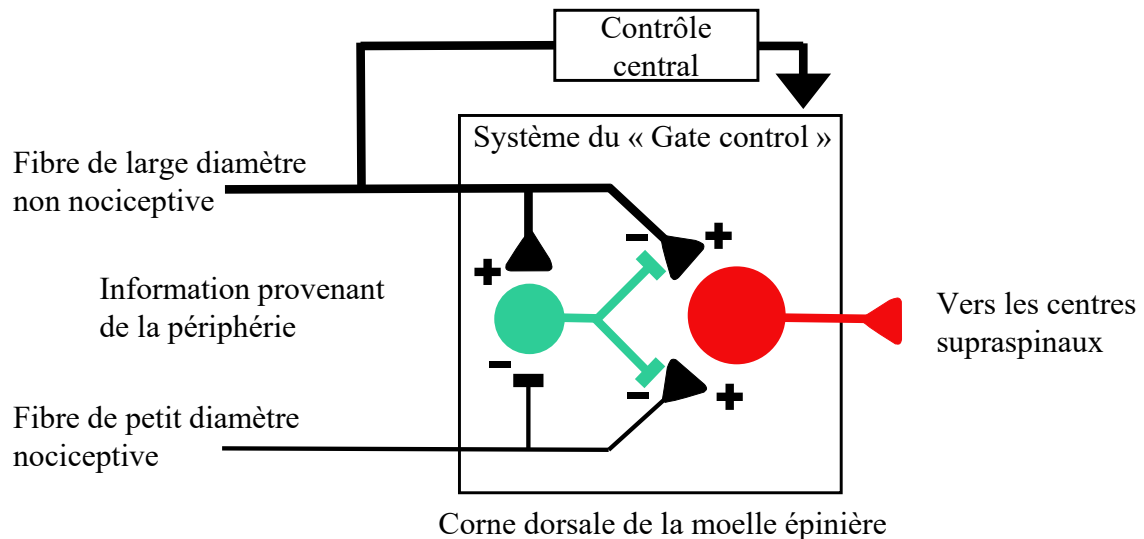 Contrôle
central
Système du « Gate control »
Fibre de large diamètre
non nociceptive
+
-
+
Information provenant
de la périphérie
Vers les centres
supraspinaux
-
-
+
Fibre de petit diamètre
nociceptive
Corne dorsale de la moelle épinière